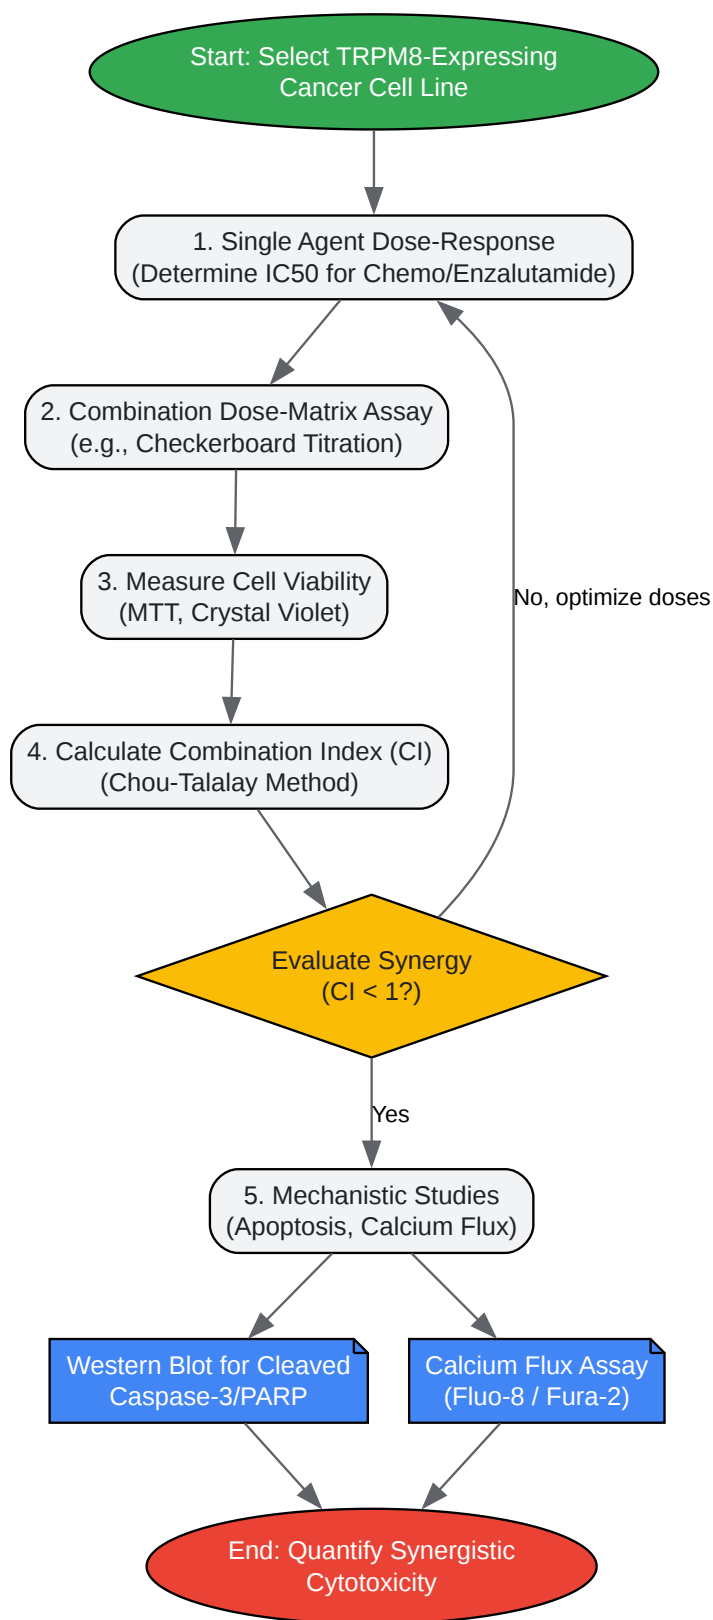 Start: Select TRPM8-Expressing
Cancer Cell Line
1. Single Agent Dose-Response
(Determine IC50 for Chemo/Enzalutamide)
2. Combination Dose-Matrix Assay
(e.g., Checkerboard Titration)
3. Measure Cell Viability
(MTT, Crystal Violet)
No, optimize doses
4. Calculate Combination Index (CI)
(Chou-Talalay Method)
Evaluate Synergy
(CI < 1?)
Yes
5. Mechanistic Studies
(Apoptosis, Calcium Flux)
Western Blot for Cleaved
Caspase-3/PARP
Calcium Flux Assay
(Fluo-8 / Fura-2)
End: Quantify Synergistic
Cytotoxicity